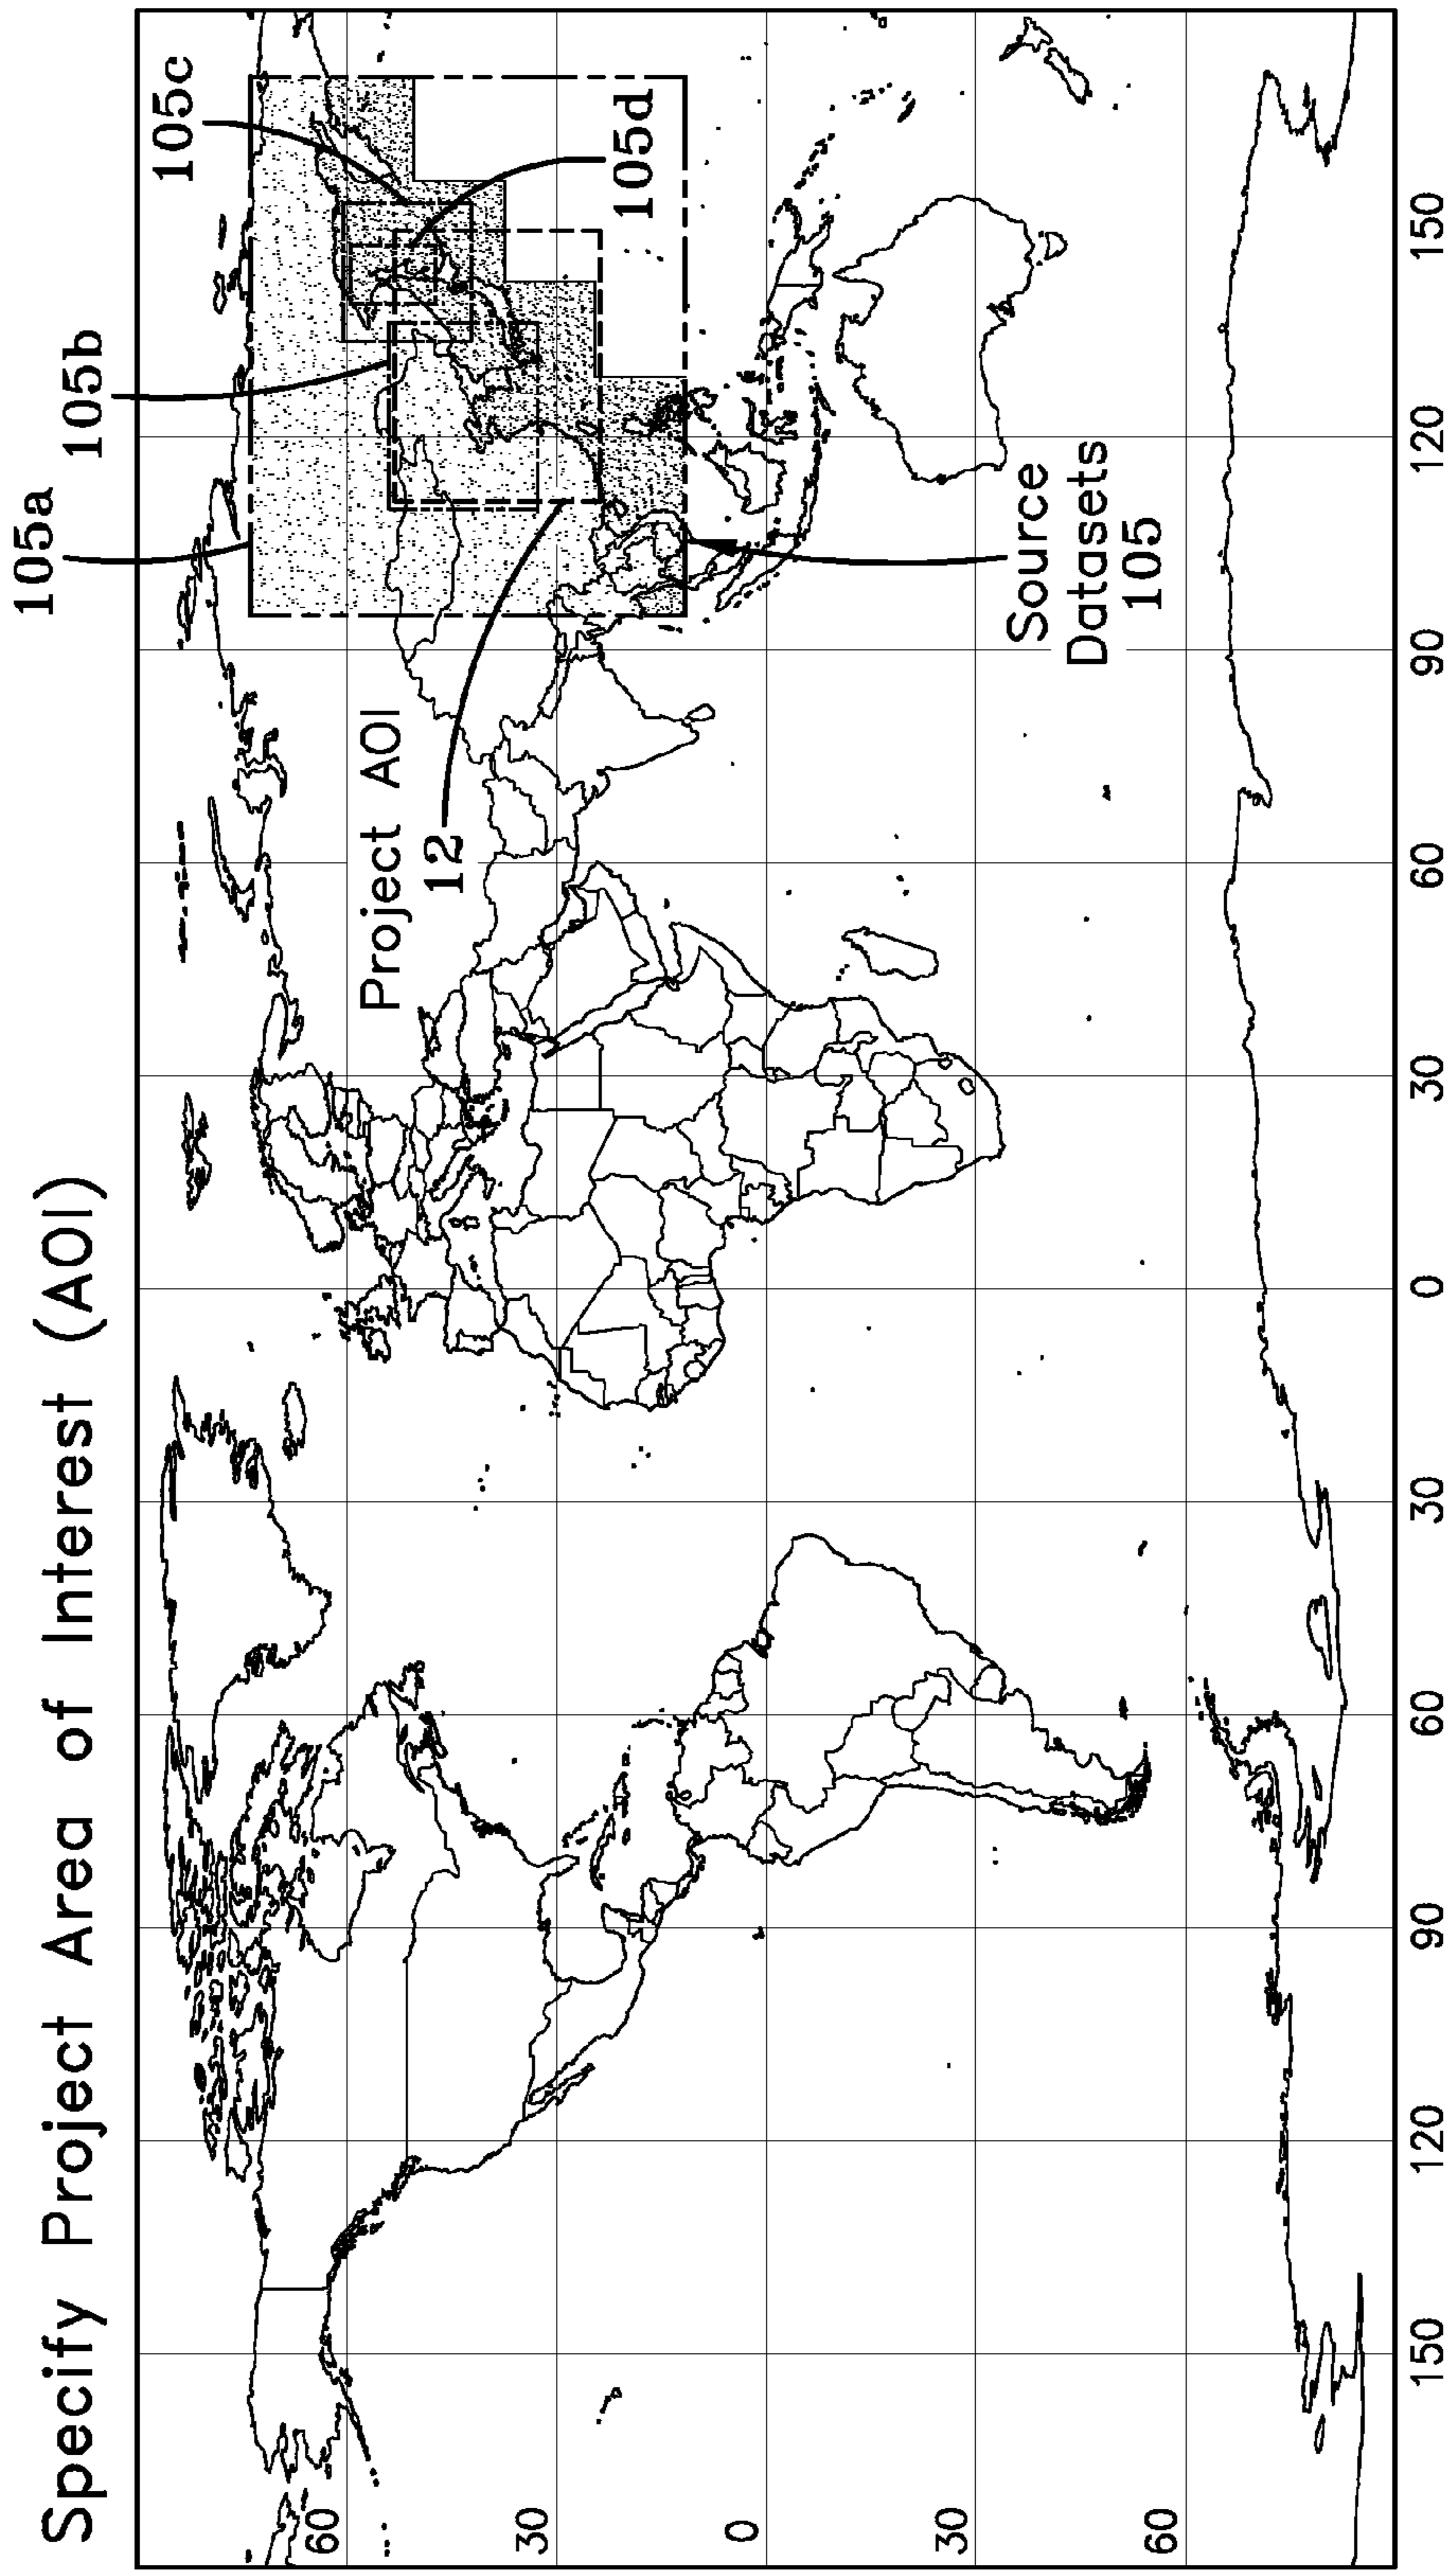 Specify Project Area of Interest (AOI)
105a
105b
105c
105d
Project AOI
12
Source
Datasets
105
60
30
0
30
60
150
120
90
60
30
0
30
60
90
120
150